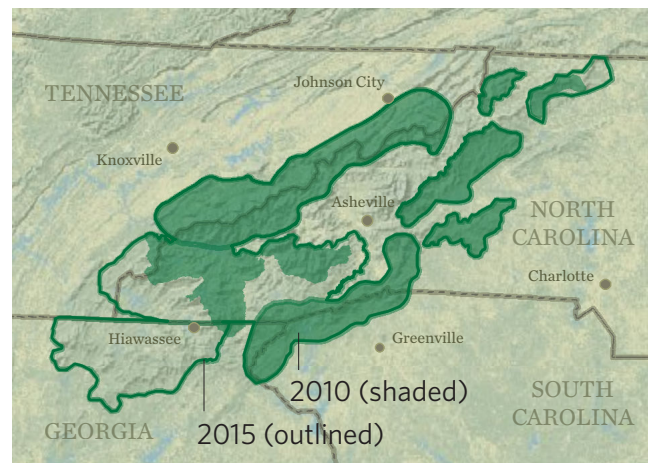 TENNESSEE
Johnson City
Knoxville
Asheville
NORTH
CAROLINA
Charlotte
Hiawassee
Greenville
2010 (shaded)
SOUTH
CAROLINA
GEORGIA
2015 (outlined)